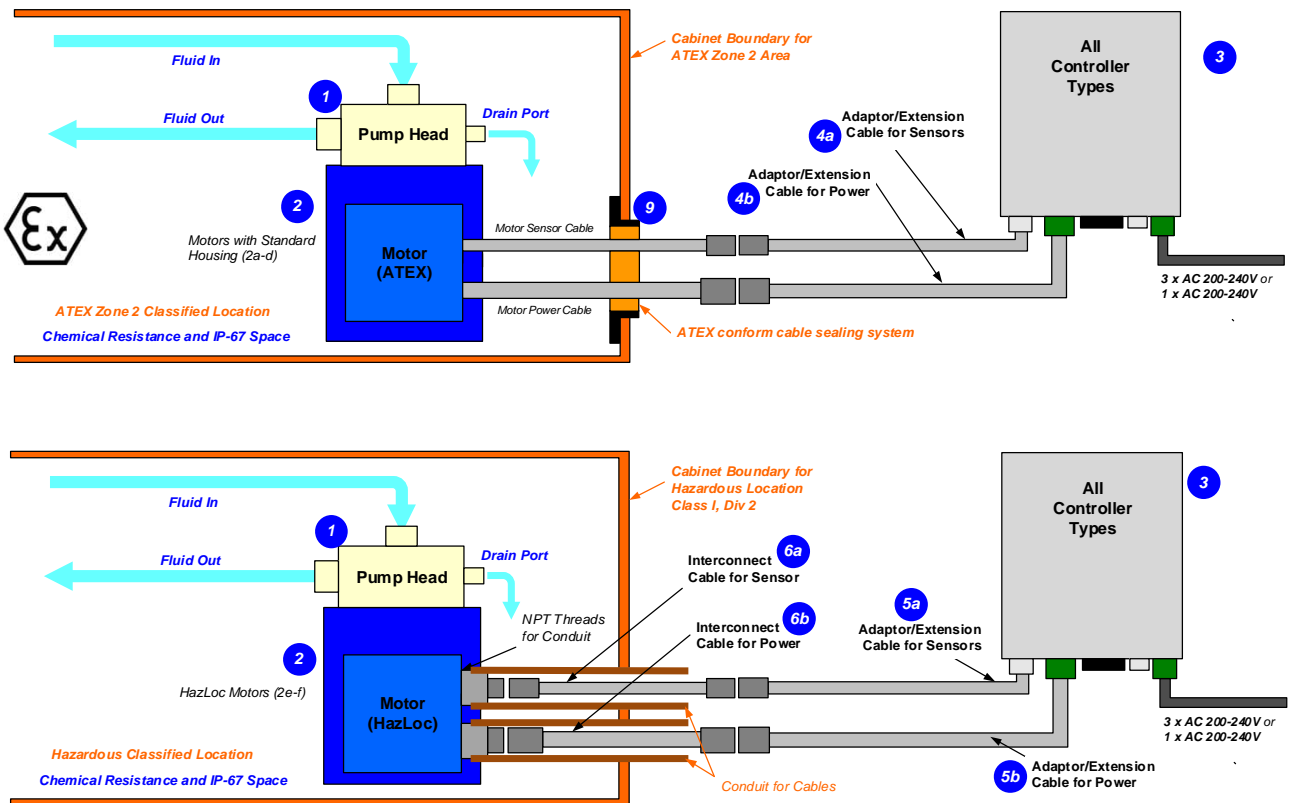 Cabinet Boundary for
ATEX Zone 2 Area
Fluid In
All
Controller
Types
3
1
Fluid Out
Pump Head
Drain Port
4a
Adaptor/Extension
Cable for Sensors
Adaptor/Extension
Cable for Power
4b
2
9
Motors with Standard
Housing (2a-d)
Motor
(ATEX)
Motor Sensor Cable
Motor Power Cable
εx
3 x AC 200-240V or
1 x AC 200-240V
ATEX Zone 2 Classified Location
Chemical Resistance and IP-67 Space
ATEX conform cable sealing system
Cabinet Boundary for
Hazardous Location
Class I, Div 2
Fluid In
All
Controller
Types
3
1
Fluid Out
Pump Head
Drain Port
Interconnect
Cable for Sensor
6a
NPT Threads
for Conduit
Interconnect
Cable for Power
6b
5a
Adaptor/Extension
Cable for Sensors
2
HazLoc Motors (2e-f)
Motor
(HazLoc)
3 x AC 200-240V or
1 x AC 200-240V
Hazardous Classified Location
Chemical Resistance and IP-67 Space
Conduit for Cables
5b
Adaptor/Extension
Cable for Power